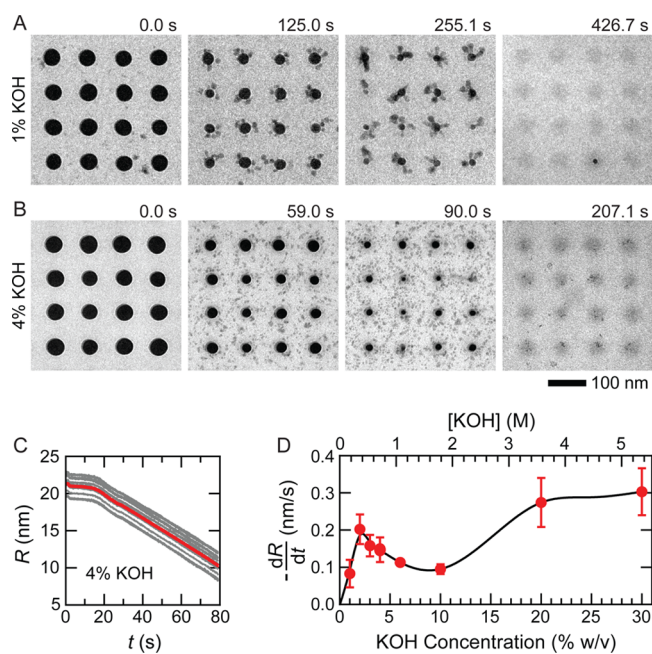 A
0.0 s
125.0 s
255.1 s
426.7 s
1% KOH
B
0.0 s
59.0 s
90.0 s
207.1 s
4% KOH
100 nm
C
25
20
15
10
5
R (nm)
4% KOH
0
20
40
60
80
t (s)
D
[KOH] (M)
0
1
2
3
4
5
0.4
0.3
0.2
0.1
0.0
- dR/dt (nm/s)
0
5
10
15
20
25
30
KOH Concentration (% w/v)